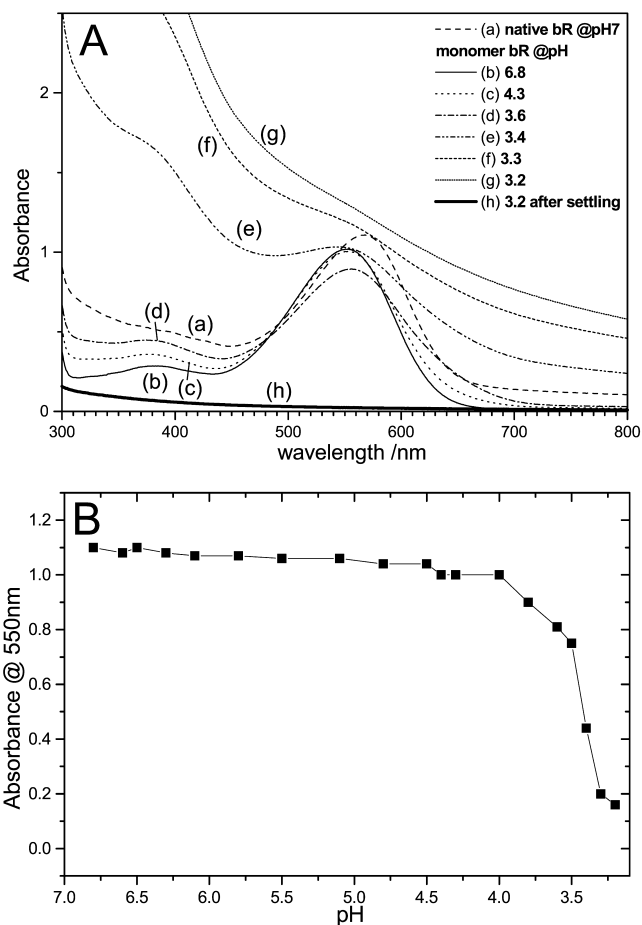 A
(a) native bR @pH7
monomer bR @pH
(b) 6.8
(c) 4.3
(d) 3.6
(e) 3.4
(f) 3.3
(g) 3.2
(h) 3.2 after settling
(g)
(f)
(e)
(d)
(a)
(b)
(c)
(h)
Absorbance
2
1
0
300 400 500 600 700 800
wavelength /nm
B
Absorbance @ 550nm
1.2
1.0
0.8
0.6
0.4
0.2
0.0
7.0 6.5 6.0 5.5 5.0 4.5 4.0 3.5
pH